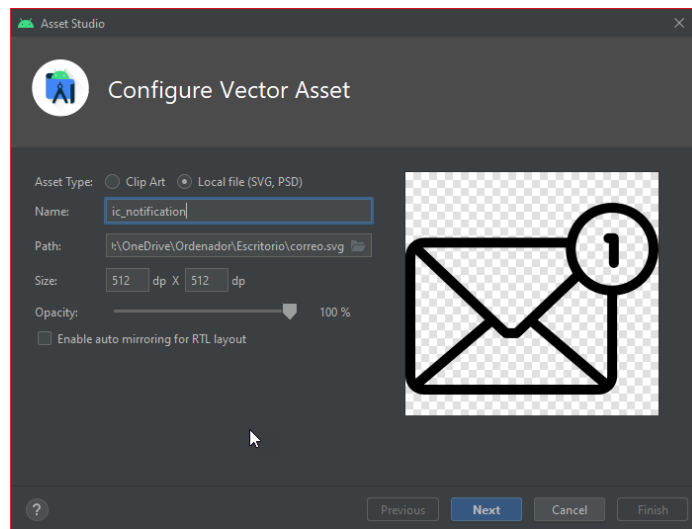 Asset Studio
Configure Vector Asset
Asset Type: Clip Art Local file (SVG, PSD)
Name: ic_notification
Path: :\OneDrive\Ordenador\Escritorio\correo.svg
Size: 512 dp X 512 dp
Opacity: 100 %
Enable auto mirroring for RTL layout
1
? Previous Next Cancel Finish